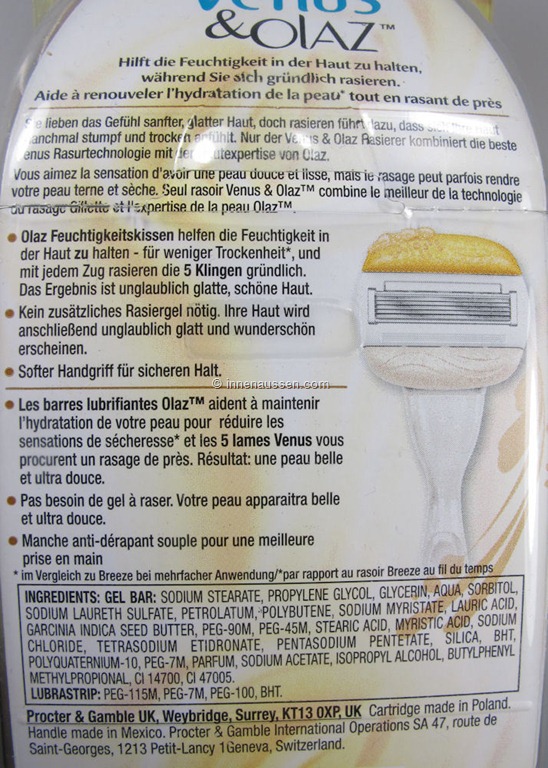 Venus
&OLAZ™
Hilft die Feuchtigkeit in der Haut zu halten,
während Sie sich gründlich rasieren.
Aide à renouveler l'hydratation de la peau* tout en rasant de près
Sie lieben das Gefühl sanfter, glatter Haut, doch rasieren führt dazu, dass sich Ihre Haut
manchmal stumpf und trocken anfühlt. Nur der Venus & Olaz Rasierer kombiniert die beste
Venus Rasurtechnologie mit der Hautexpertise von Olaz.
Vous aimez la sensation d'avoir une peau douce et lisse, mais le rasage peut parfois rendre
votre peau terne et sèche. Seul rasoir Venus & Olaz™ combine le meilleur de la technologie
du rasage Gillette et l'expertise de la peau Olaz™.
• Olaz Feuchtigkeitskissen helfen die Feuchtigkeit in
der Haut zu halten - für weniger Trockenheit*, und
mit jedem Zug rasieren die 5 Klingen gründlich.
Das Ergebnis ist unglaublich glatte, schöne Haut.
• Kein zusätzliches Rasiergel nötig. Ihre Haut wird
anschließend unglaublich glatt und wunderschön
erscheinen.
• Softer Handgriff für sicheren Halt.
© innenaussen.com
• Les barres lubrifiantes Olaz™ aident à maintenir
l'hydratation de votre peau pour réduire les
sensations de sécheresse* et les 5 lames Venus vous
procurent un rasage de près. Résultat: une peau belle
et ultra douce.
• Pas besoin de gel à raser. Votre peau apparaitra belle
et ultra douce.
• Manche anti-dérapant souple pour une meilleure
prise en main
* im Vergleich zu Breeze bei mehrfacher Anwendung/*par rapport au rasoir Breeze au fil du temps
INGREDIENTS: GEL BAR: SODIUM STEARATE, PROPYLENE GLYCOL, GLYCERIN, AQUA, SORBITOL,
SODIUM LAURETH SULFATE, PETROLATUM, POLYBUTENE, SODIUM MYRISTATE, LAURIC ACID,
GARCINIA INDICA SEED BUTTER, PEG-90M, PEG-45M, STEARIC ACID, MYRISTIC ACID, SODIUM
CHLORIDE, TETRASODIUM ETIDRONATE, PENTASODIUM PENTETATE, SILICA, BHT,
POLYQUATERNIUM-10, PEG-7M, PARFUM, SODIUM ACETATE, ISOPROPYL ALCOHOL, BUTYLPHENYL
METHYLPROPIONAL, CI 14700, CI 47005.
LUBRASTRIP: PEG-115M, PEG-7M, PEG-100, BHT.
Procter & Gamble UK, Weybridge, Surrey, KT13 0XP, UK Cartridge made in Poland.
Handle made in Mexico. Procter & Gamble International Operations SA 47, route de
Saint-Georges, 1213 Petit-Lancy 1Geneva, Switzerland.